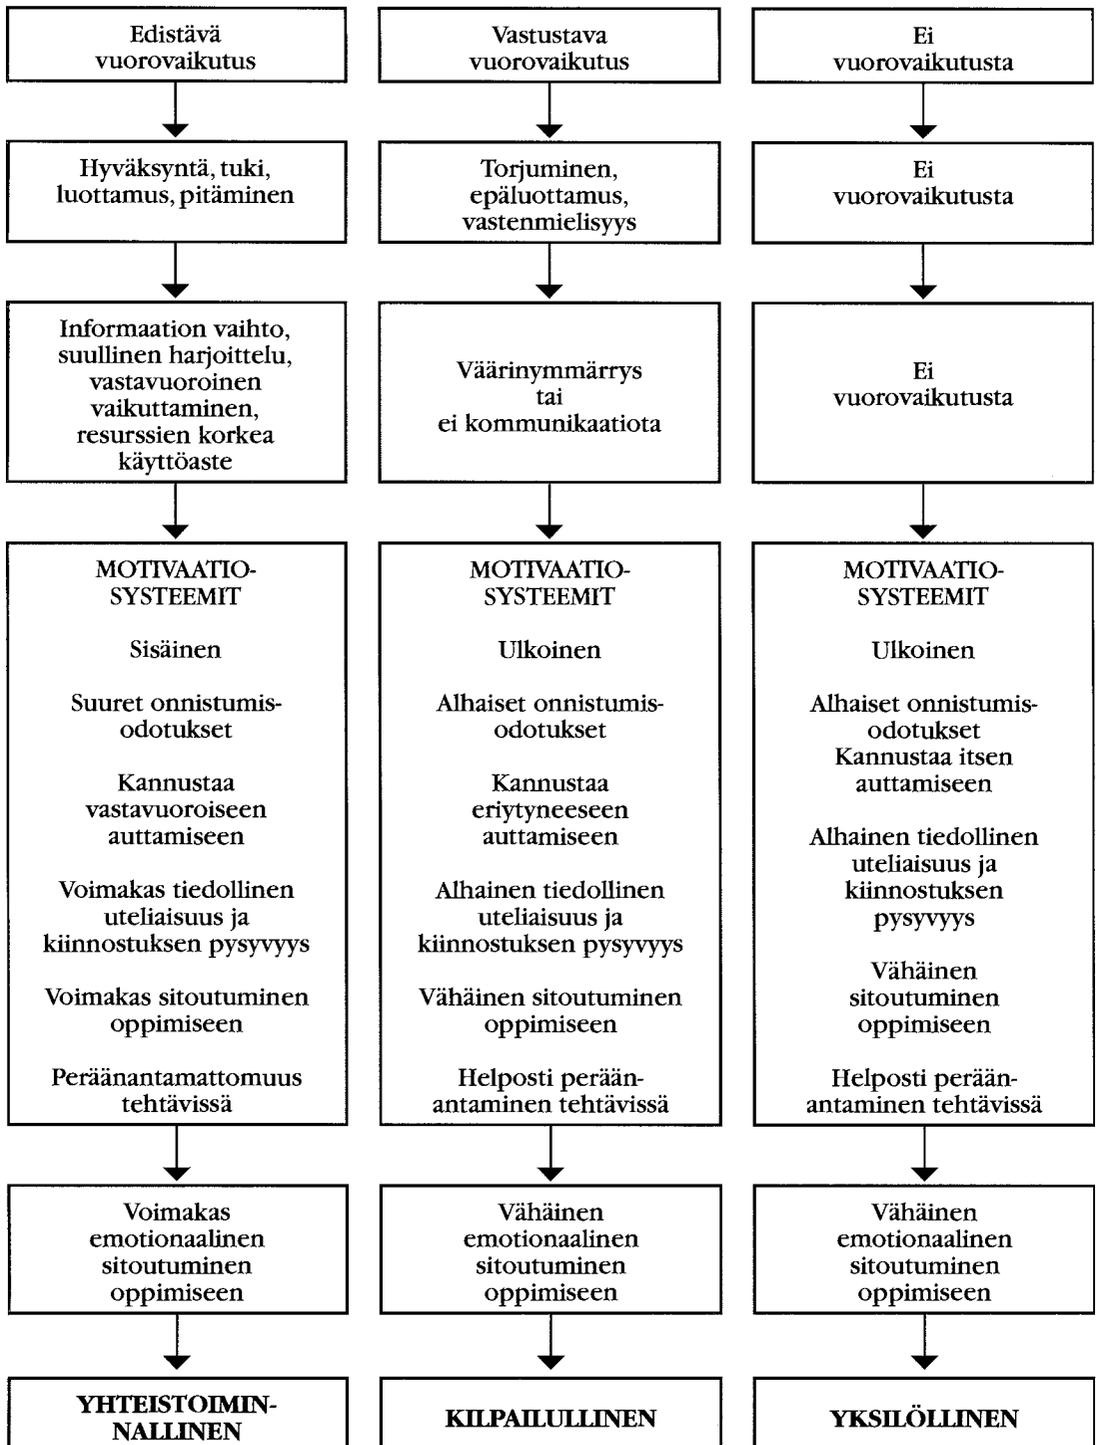 Edistävä
vuorovaikutus
Hyväksyntä, tuki,
luottamus, pitäminen
Informaation vaihto,
suullinen harjoittelu,
vastavuoroinen
vaikuttaminen,
resurssien korkea
käyttöaste
MOTIVAATIO-
SYSTEEMIT
Sisäinen
Suuret onnistumis-
odotukset
Kannustaa
vastavuoroiseen
auttamiseen
Voimakas tiedollinen
uteliaisuus ja
kiinnostuksen pysyvyys
Voimakas sitoutuminen
oppimiseen
Peräänantamattomuus
tehtävissä
Voimakas
emotionaalinen
sitoutuminen
oppimiseen
YHTEISTOIMIN-
NALLINEN
Vastustava
vuorovaikutus
Torjuminen,
epäluottamus,
vastenmielisyys
Väärinymmärrys
tai
ei kommunikaatiota
MOTIVAATIO-
SYSTEEMIT
Ulkoinen
Alhaiset onnistumis-
odotukset
Kannustaa
eriytyneeseen
auttamiseen
Alhainen tiedollinen
uteliaisuus ja
kiinnostuksen pysyvyys
Vähäinen sitoutuminen
oppimiseen
Helposti perään-
antaminen tehtävissä
Vähäinen
emotionaalinen
sitoutuminen
oppimiseen
KILPAILULLINEN
Ei
vuorovaikutusta
Ei
vuorovaikutusta
Ei
vuorovaikutusta
MOTIVAATIO-
SYSTEEMIT
Ulkoinen
Alhaiset onnistumis-
odotukset
Kannustaa itsen
auttamiseen
Alhainen tiedollinen
uteliaisuus ja
kiinnostuksen
pysyvyys
Vähäinen
sitoutuminen
oppimiseen
Helposti perään-
antaminen tehtävissä
Vähäinen
emotionaalinen
sitoutuminen
oppimiseen
YKSILÖLLINEN